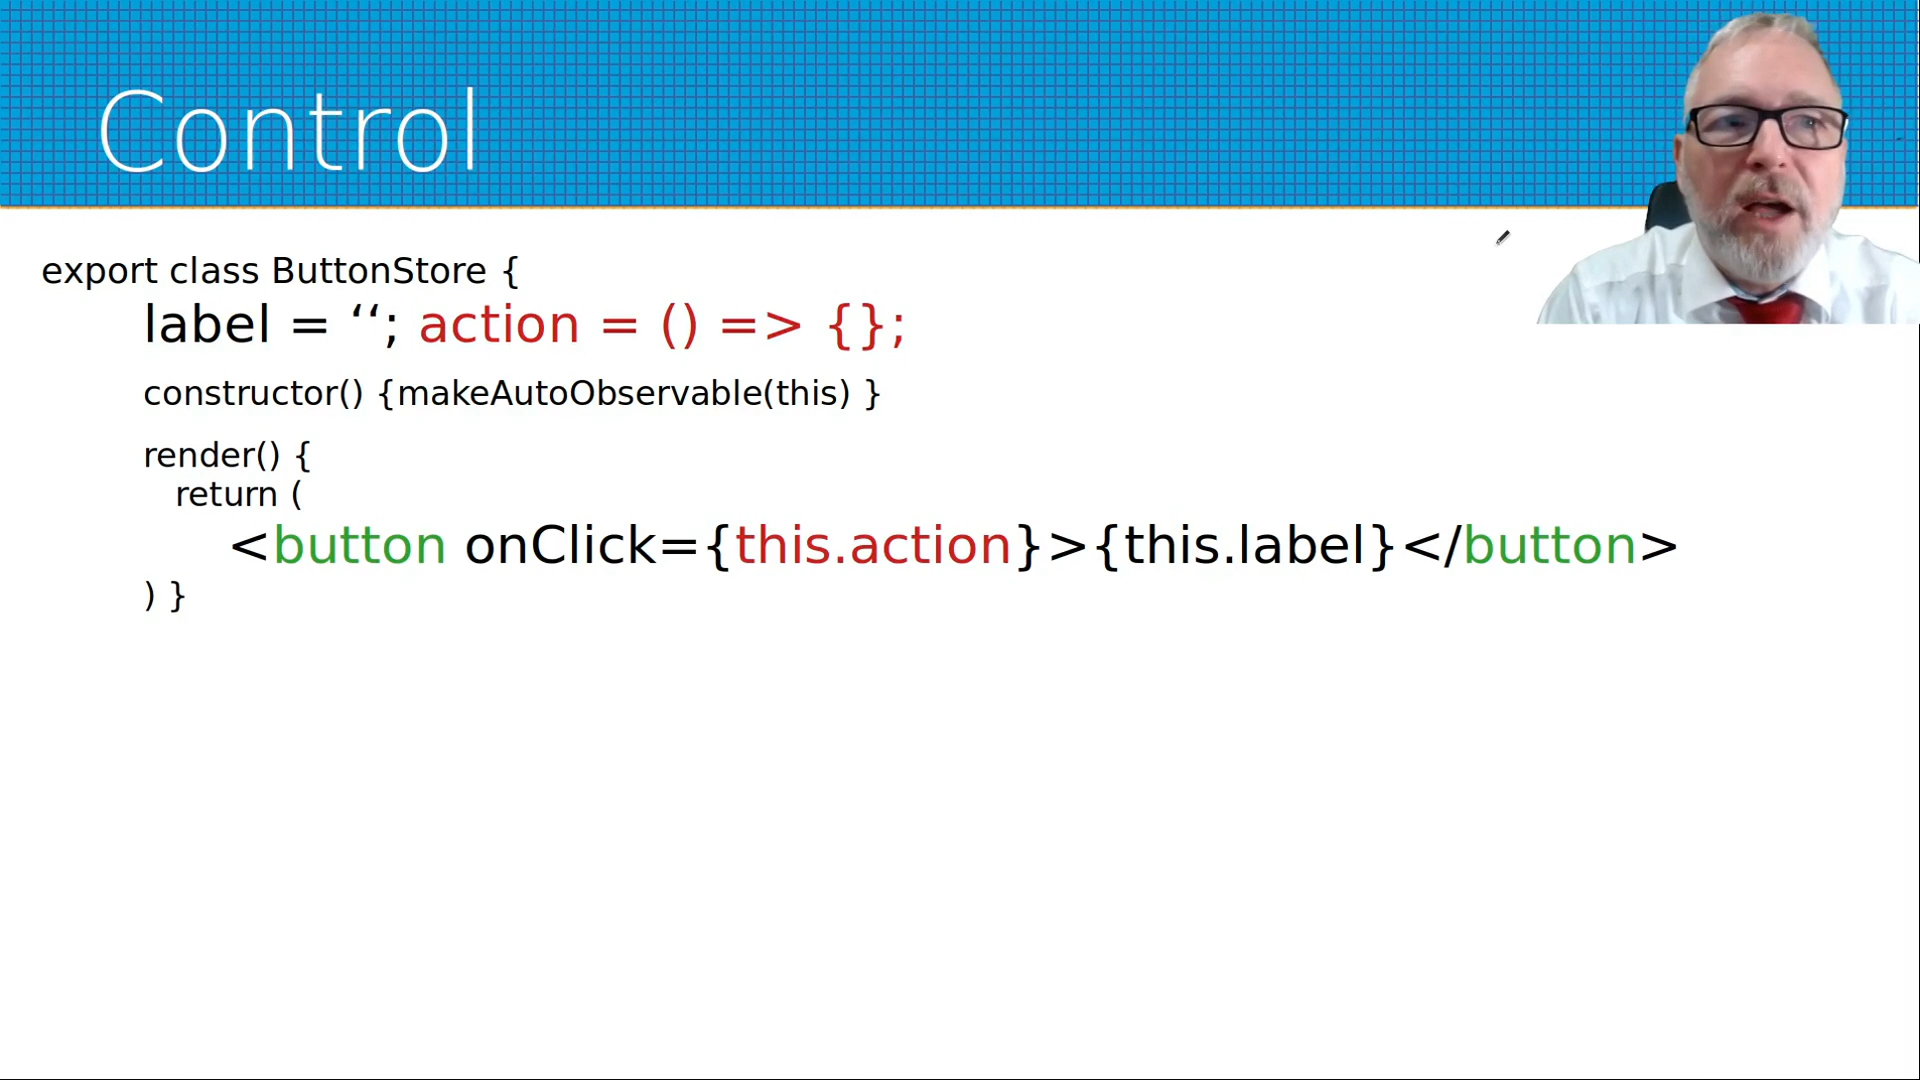 Control
export class ButtonStore {
label = ‘‘; action = () => {};
constructor() {makeAutoObservable(this) }
render() {
return (
<button onClick={this.action}>{this.label}</button>
) }